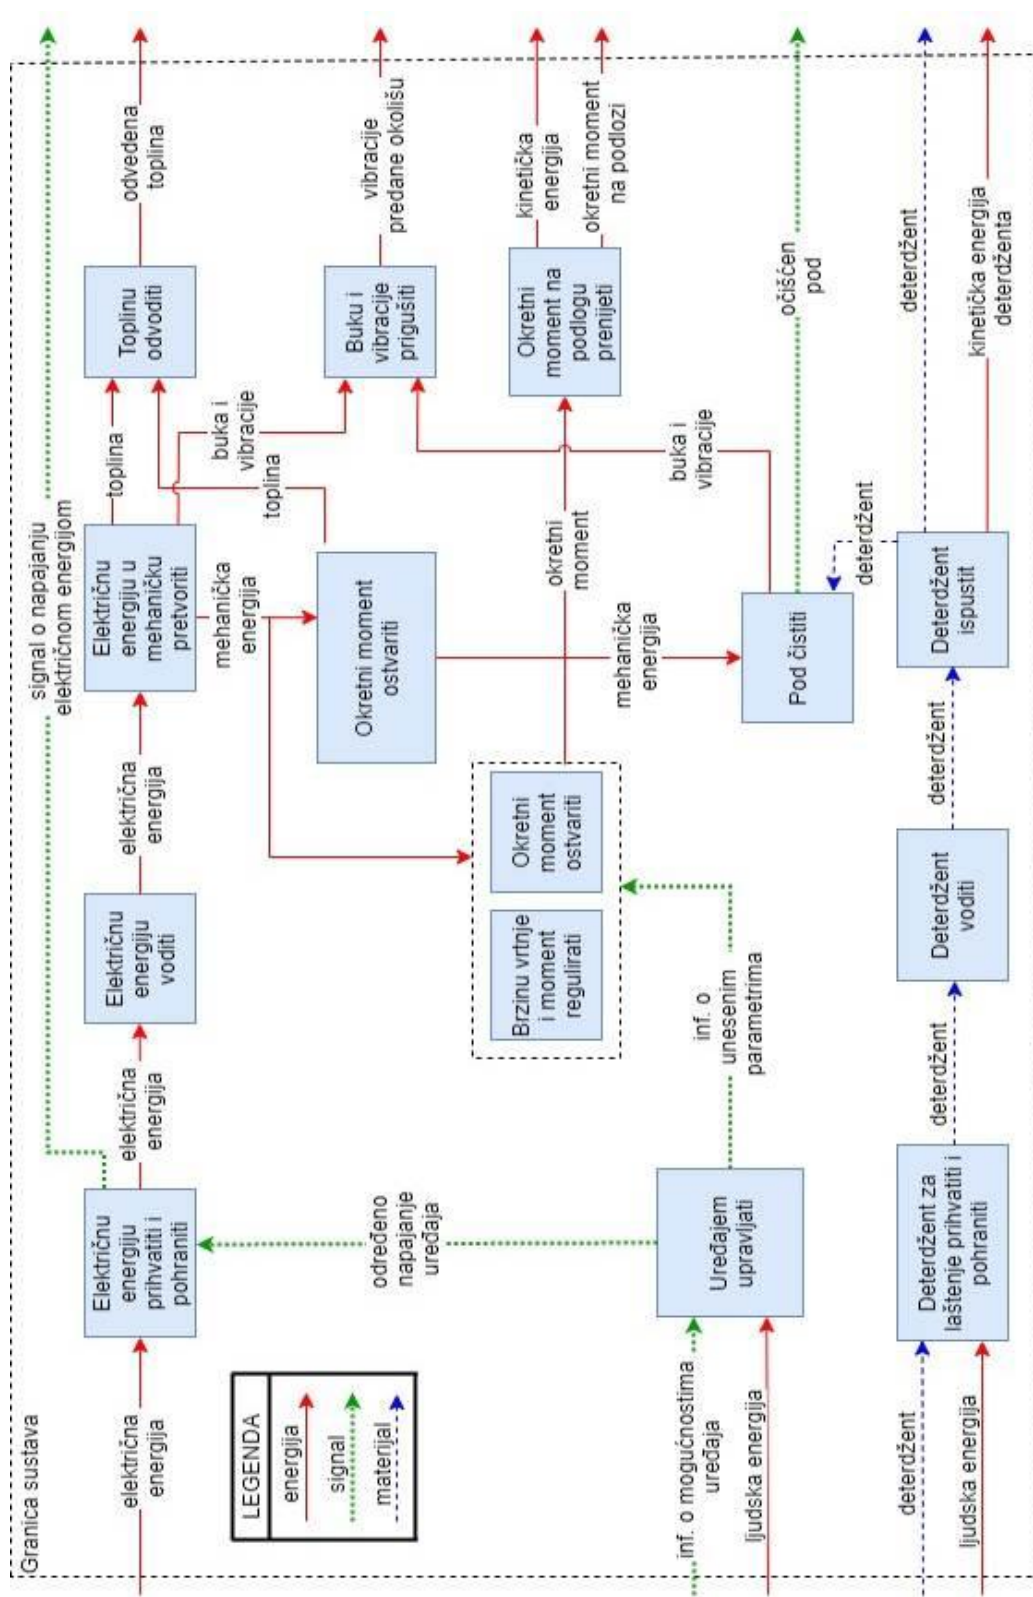 Granica sustava
signal o napajanju
električnom energijom
električna
energija
Električnu
energiju
prihvatiti i
pohraniti
električna
energija
Električnu
energiju
voditi
električna
energija
Električnu
energiju u
mehaničku
pretvoriti
toplina
Toplinu
odvoditi
odvedena
toplina
buka i
vibracije
toplina
mehanička
energija
Buku i
vibracije
prigušiti
vibracije
predane okolišu
LEGENDA
energija
signal
materijal
određeno
napajanje
uređaja
Okretni moment
ostvariti
Brzinu vrtnje
i moment
regulirati
Okretni
moment
ostvariti
okretni
moment
Okretni
moment na
podlogu
prenijeti
kinetička
energija
okretni moment
na podlozi
mehanička
energija
buka i
vibracije
inf. o mogućnostima
uređaja
ljudska energija
Uređajem
upravljati
inf. o
unesenim
parametrima
Pod čistiti
očišćen
pod
deterdžent
deterdžent
ljudska energija
Deterdžent za
laštenje prihvatiti i
pohraniti
deterdžent
Deterdžent
voditi
deterdžent
Deterdžent
ispustit
deterdžent
kinetička energija
deterdženta